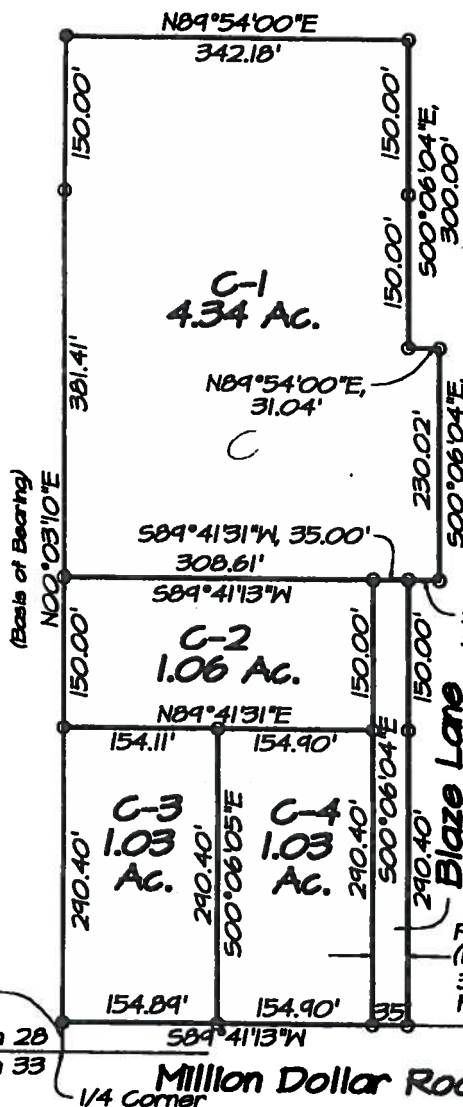 N89°54'00"E
342.18'
150.00'
150.00'
S00°06'04"E,
300.00'
150.00'
C-1
4.34 Ac.
N89°54'00"E,
31.04'
381.41'
230.02'
S00°06'04"E,
(Basis of Bearing)
N00°03'10"E
S89°41'31"W, 35.00'
308.61'
S89°41'13"W
C-2
1.06 Ac.
150.00'
150.00'
150.00'
N89°41'31"E
154.11'
154.90'
C-3
1.03
Ac.
C-4
1.03
Ac.
290.40'
290.40'
S00°06'05"E
290.40'
S00°06'04"E
290.40'
Blaze Lane
154.89'
154.90'
35'
S89°41'13"W
28
33
1/4 Corner
Million Dollar